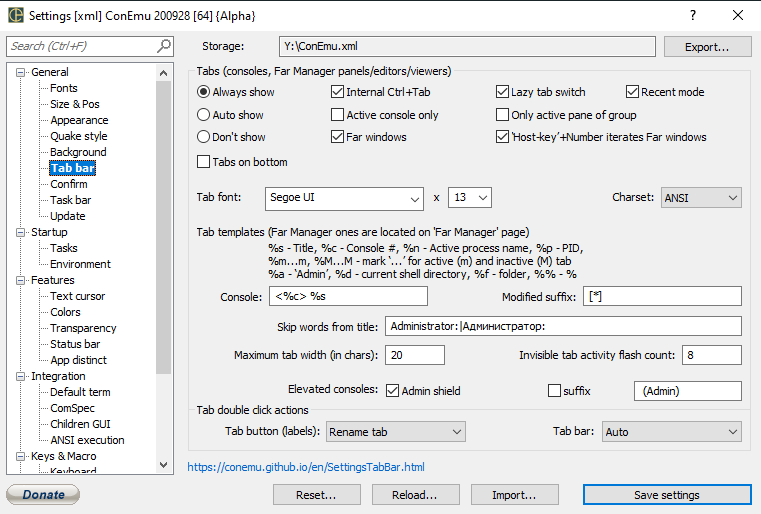 Settings [xml] ConEmu 200928 [64] {Alpha}
Search (Ctrl+F)
Storage:
Y:\ConEmu.xml
Export...
General
Fonts
Size & Pos
Appearance
Quake style
Background
Tab bar
Confirm
Task bar
Update
Startup
Tasks
Environment
Features
Text cursor
Colors
Transparency
Status bar
App distinct
Integration
Default term
ComSpec
Children GUI
ANSI execution
Keys & Macro
Keyboard
Tabs (consoles, Far Manager panels/editors/viewers)
Always show
Internal Ctrl+Tab
Lazy tab switch
Recent mode
Auto show
Active console only
Only active pane of group
Don't show
Far windows
'Host-key'+Number iterates Far windows
Tabs on bottom
Tab font:
Segoe UI
x
13
Charset:
ANSI
Tab templates (Far Manager ones are located on 'Far Manager' page)
%s - Title, %c - Console #, %n - Active process name, %p - PID,
%m...m, %M...M - mark '...' for active (m) and inactive (M) tab
%a - 'Admin', %d - current shell directory, %f - folder, %% - %
Console:
<%c> %s
Modified suffix:
[*]
Skip words from title:
Administrator:|Администратор:
Maximum tab width (in chars):
20
Invisible tab activity flash count:
8
Elevated consoles:
Admin shield
suffix
(Admin)
Tab double click actions
Tab button (labels):
Rename tab
Tab bar:
Auto
https://conemu.github.io/en/SettingsTabBar.html
Donate
Reset...
Reload...
Import...
Save settings